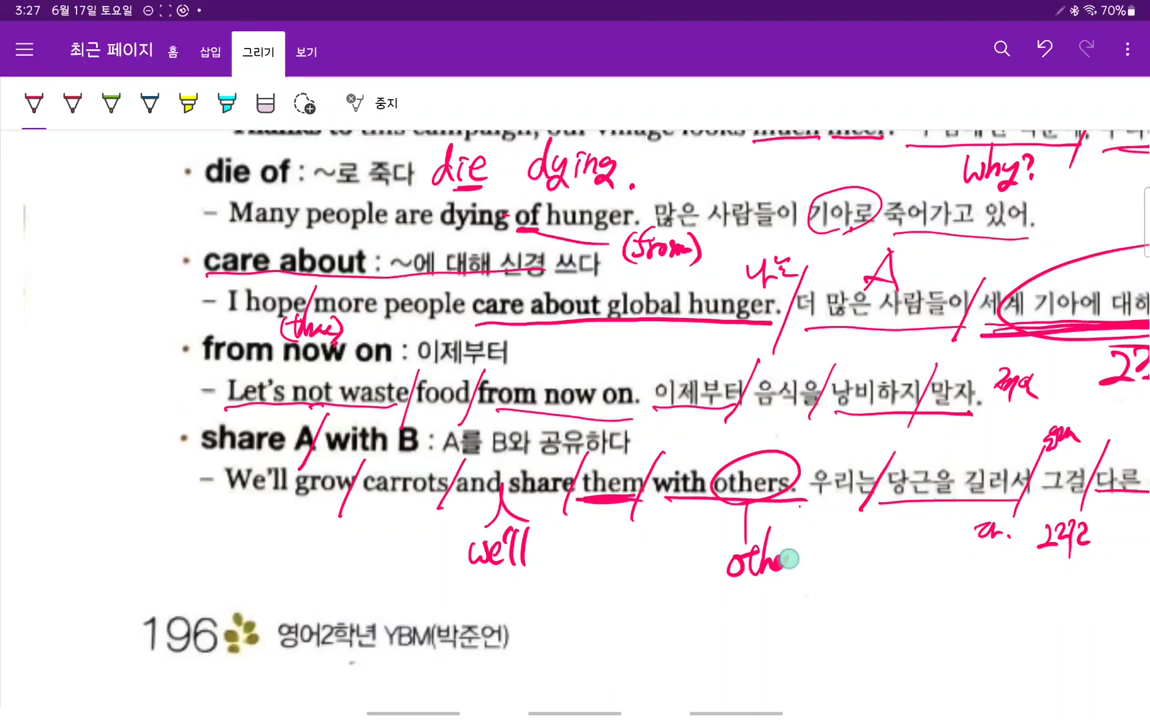 3:27 6월 17일 토요일 70%
최근 페이지 홈 삽입 그리기 보기
중지
Thanks to this campaign, our village looks much nicer.
why?
• die of : ~로 죽다 die dying.
– Many people are dying of hunger. 많은 사람들이 기아로 죽어가고 있어.
(from)
• care about : ~에 대해 신경 쓰다 나는 A
– I hope more people care about global hunger. 더 많은 사람들이 세계 기아에 대해
• from now on : 이제부터
– Let's not waste food from now on. 이제부터 음식을 낭비하지 말자.
• share A with B : A를 B와 공유하다
– We'll grow carrots and share them with others. 우리는 당근을 길러서 그걸 다른
we'll othe
196 영어2학년 YBM(박준언)